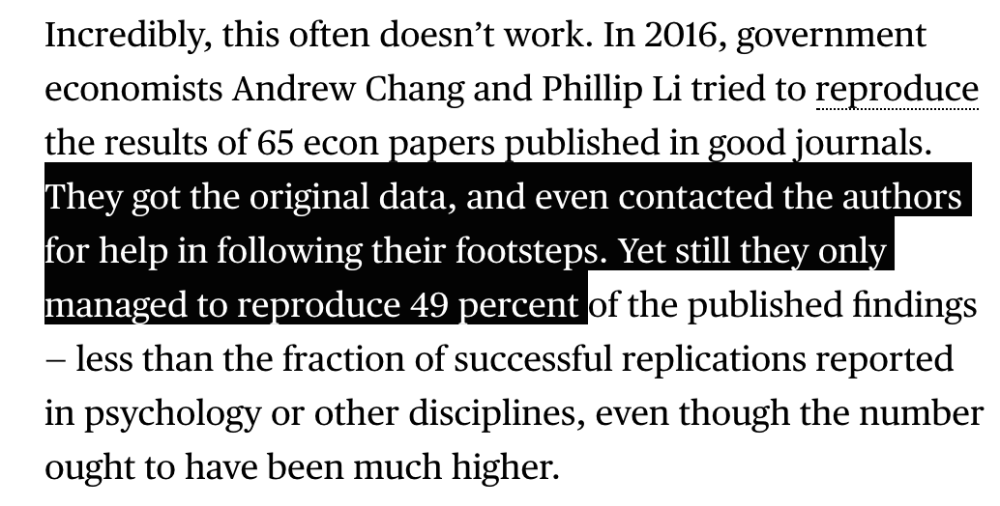 Incredibly, this often doesn’t work. In 2016, government
economists Andrew Chang and Phillip Li tried to reproduce
the results of 65 econ papers published in good journals.
They got the original data, and even contacted the authors
for help in following their footsteps. Yet still they only
managed to reproduce 49 percent of the published findings
— less than the fraction of successful replications reported
in psychology or other disciplines, even though the number
ought to have been much higher.